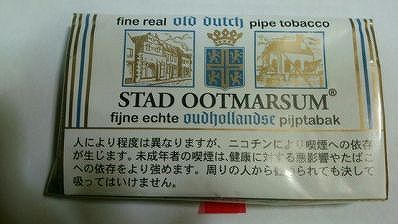 fine real old dutch pipe tobacco
STAD OOTMARSUM®
fijne echte oudhollandse pijptabak
人により程度は異なりますが、ニコチンにより喫煙への依存
が生じます。未成年者の喫煙は、健康に対する悪影響やたばこ
への依存をより強めます。周りの人から勧められても決して
吸ってはいけません。